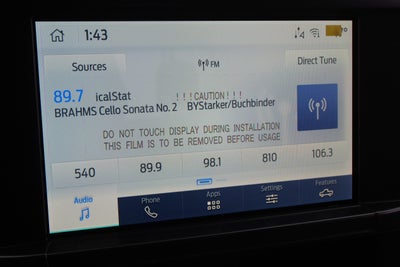 1:43
Sources
FM
Direct Tune
89.7 icalStat !!!CAUTION!!!
BRAHMS Cello Sonata No. 2 BYStarker/Buchbinder
DO NOT TOUCH DISPLAY DURING INSTALLATION
THIS FILM IS TO BE REMOVED BEFORE USAGE
540 89.9 98.1 810 106.3
Audio Phone Apps Settings Features